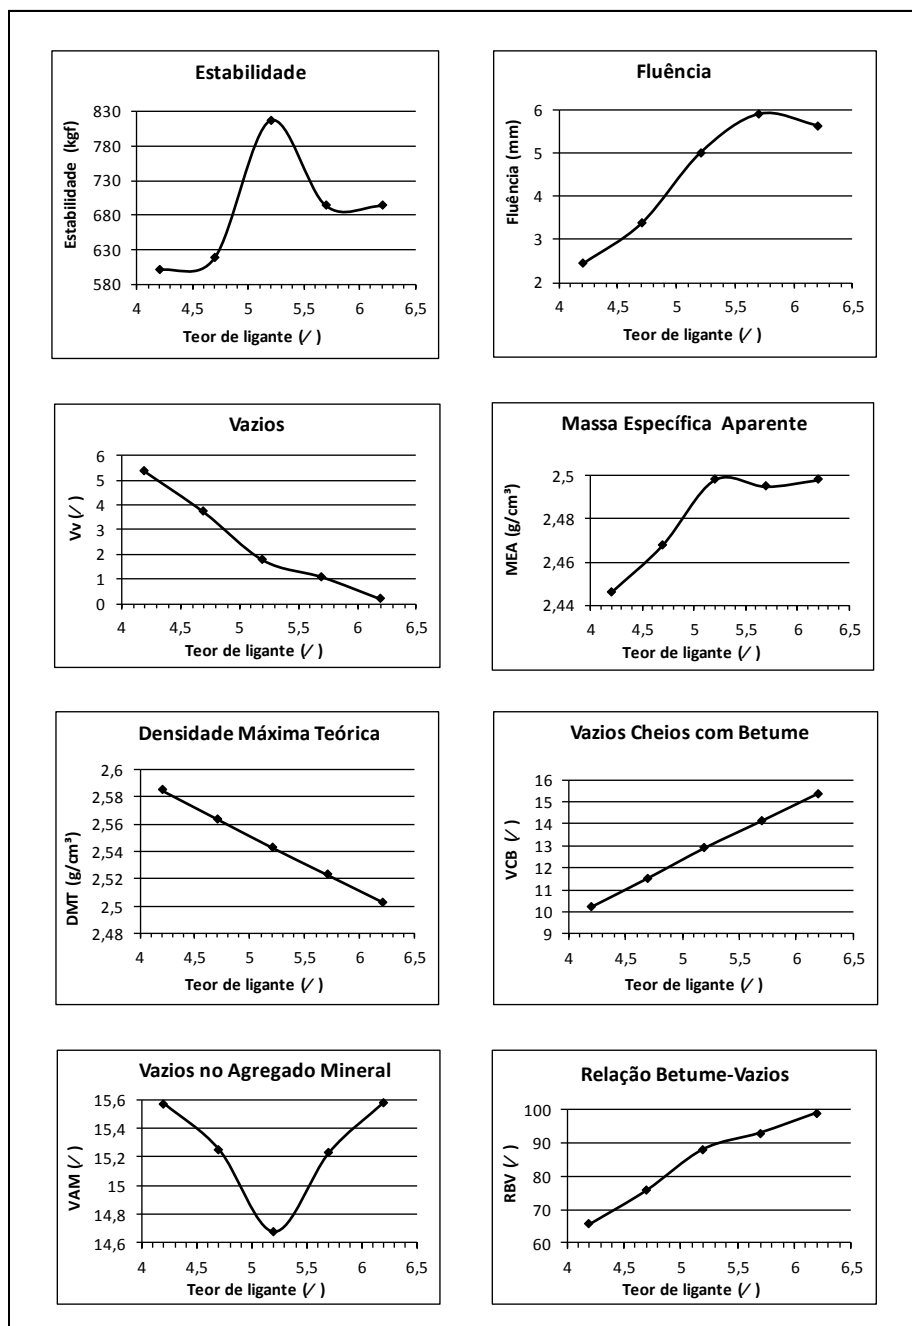 Estabilidade
Estabilidade (kgf)
830
780
730
680
630
580
4 4,5 5 5,5 6 6,5
Teor de ligante (⁄ )
Fluência
Fluência (mm)
6
5
4
3
2
4 4,5 5 5,5 6 6,5
Teor de ligante (⁄ )
Vazios
Vv (⁄ )
6
5
4
3
2
1
0
4 4,5 5 5,5 6 6,5
Teor de ligante (⁄ )
Massa Específica Aparente
MEA (g/cm³)
2,5
2,48
2,46
2,44
4 4,5 5 5,5 6 6,5
Teor de ligante (⁄ )
Densidade Máxima Teórica
DMT (g/cm³)
2,6
2,58
2,56
2,54
2,52
2,5
2,48
4 4,5 5 5,5 6 6,5
Teor de ligante (⁄ )
Vazios Cheios com Betume
VCB (⁄ )
16
15
14
13
12
11
10
9
4 4,5 5 5,5 6 6,5
Teor de ligante (⁄ )
Vazios no Agregado Mineral
VAM (⁄ )
15,6
15,4
15,2
15
14,8
14,6
4 4,5 5 5,5 6 6,5
Teor de ligante (⁄ )
Relação Betume-Vazios
RBV (⁄ )
100
90
80
70
60
4 4,5 5 5,5 6 6,5
Teor de ligante (⁄ )